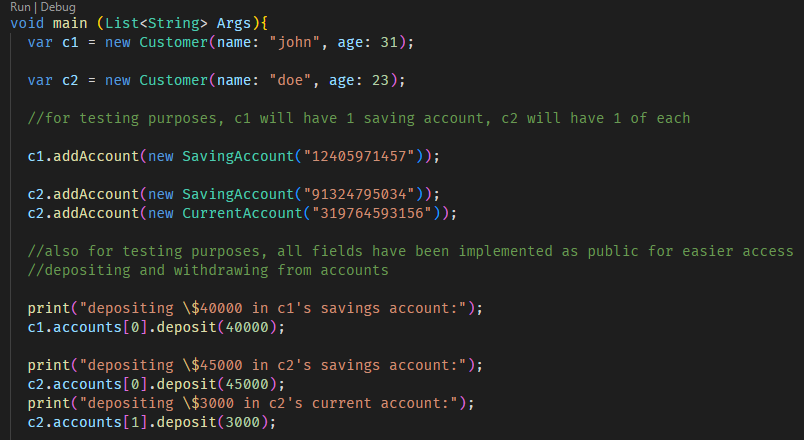 Run | Debug
void main (List<String> Args){
var c1 = new Customer(name: "john", age: 31);
var c2 = new Customer(name: "doe", age: 23);
//for testing purposes, c1 will have 1 saving account, c2 will have 1 of each
c1.addAccount(new SavingAccount("12405971457"));
c2.addAccount(new SavingAccount("91324795034"));
c2.addAccount(new CurrentAccount("319764593156"));
//also for testing purposes, all fields have been implemented as public for easier access
//depositing and withdrawing from accounts
print("depositing \$40000 in c1's savings account:");
c1.accounts[0].deposit(40000);
print("depositing \$45000 in c2's savings account:");
c2.accounts[0].deposit(45000);
print("depositing \$3000 in c2's current account:");
c2.accounts[1].deposit(3000);